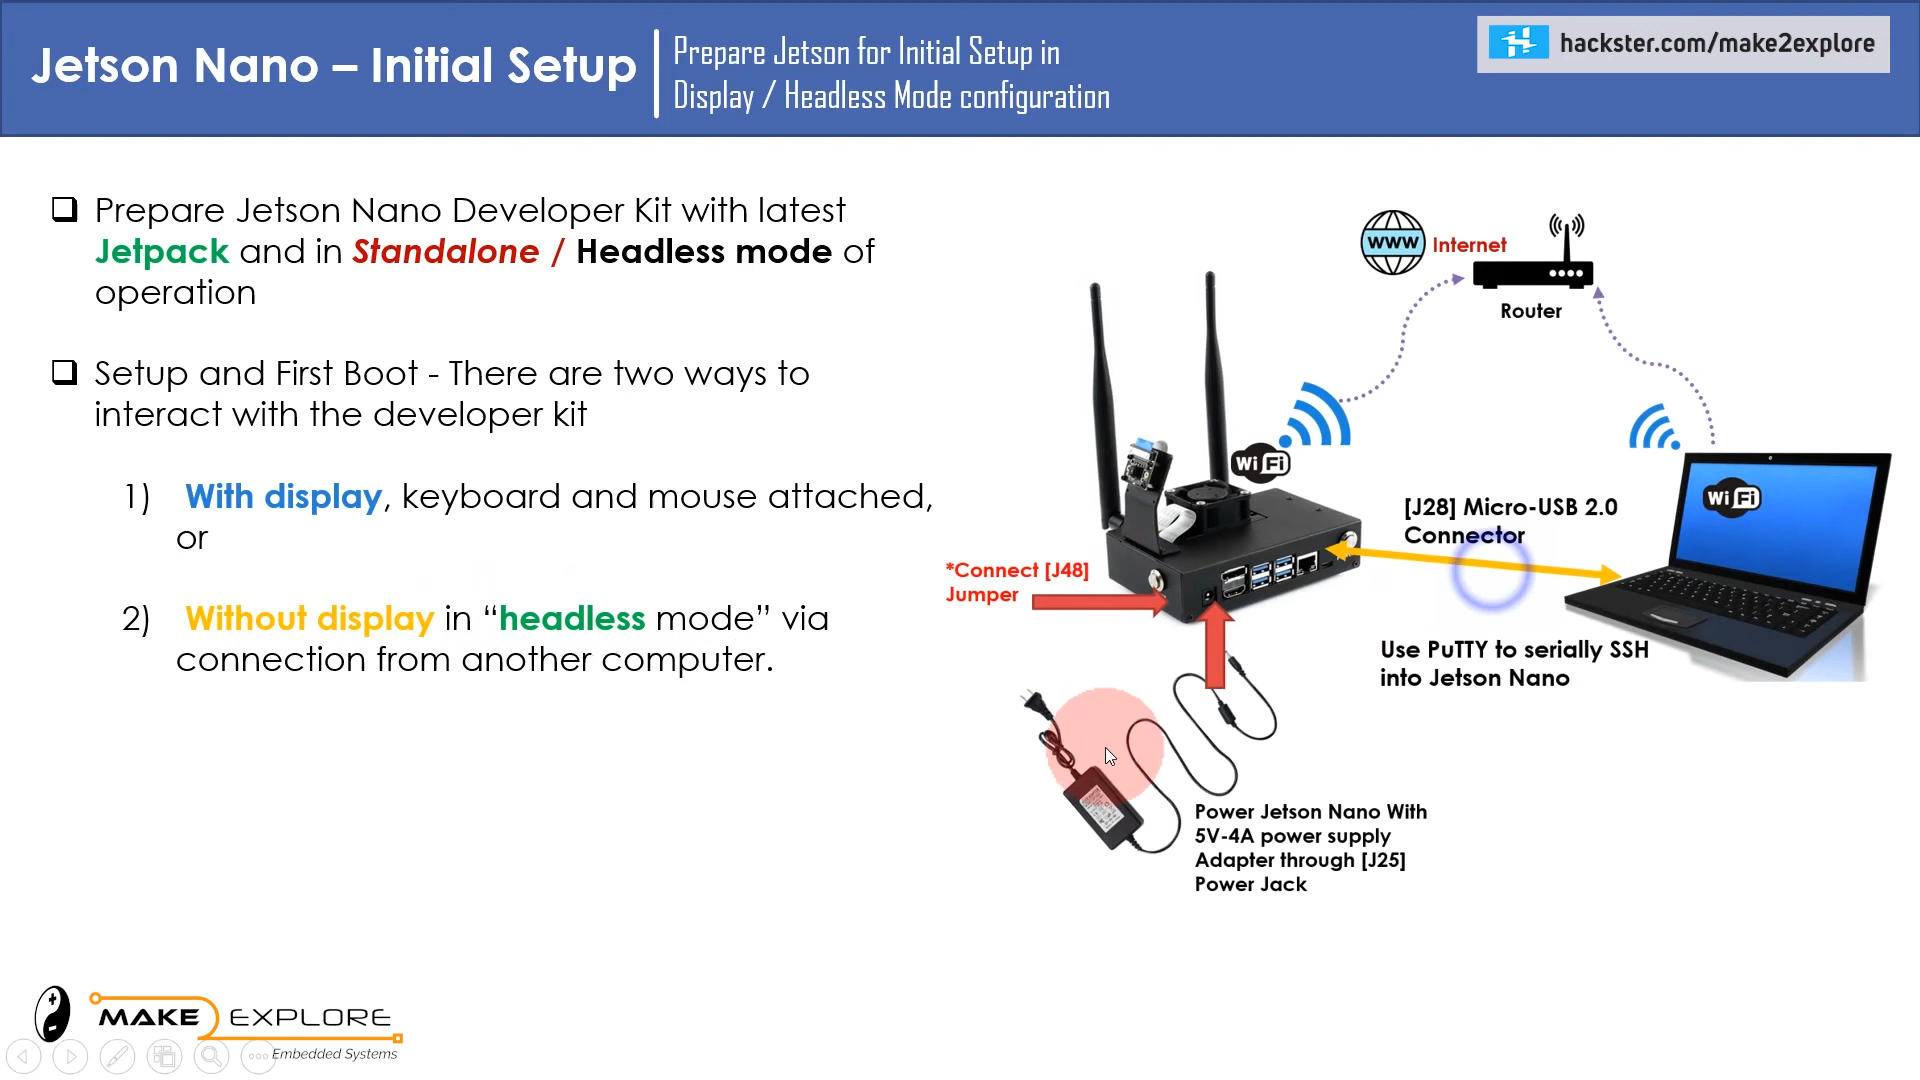 Jetson Nano – Initial Setup
Prepare Jetson for Initial Setup in
Display / Headless Mode configuration
hackster.com/make2explore
Prepare Jetson Nano Developer Kit with latest
Jetpack and in Standalone / Headless mode of
operation
Setup and First Boot - There are two ways to
interact with the developer kit
1) With display, keyboard and mouse attached,
or
2) Without display in “headless mode” via
connection from another computer.
WWW
Internet
Router
Wi Fi
Wi Fi
[J28] Micro-USB 2.0
Connector
*Connect [J48]
Jumper
Use PuTTY to serially SSH
into Jetson Nano
Power Jetson Nano With
5V-4A power supply
Adapter through [J25]
Power Jack
MAKE EXPLORE
Embedded Systems